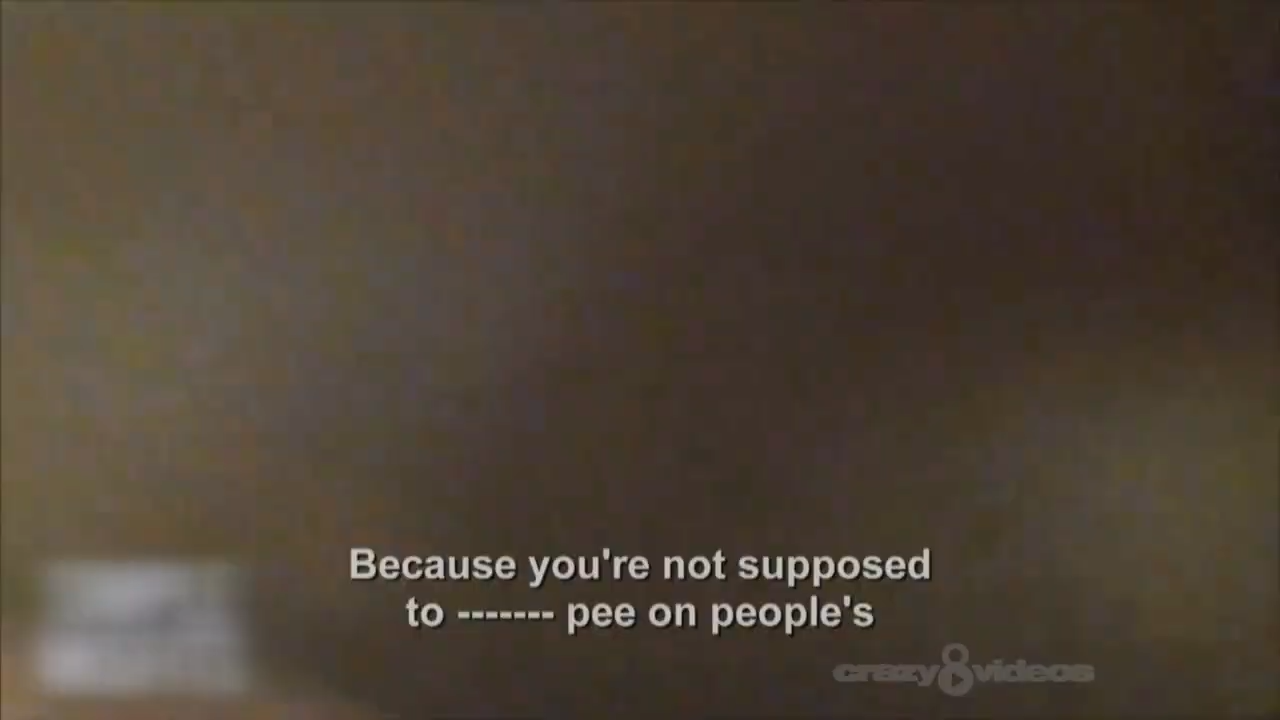 Because you're not supposed
to ------- pee on people's
crazy8videos